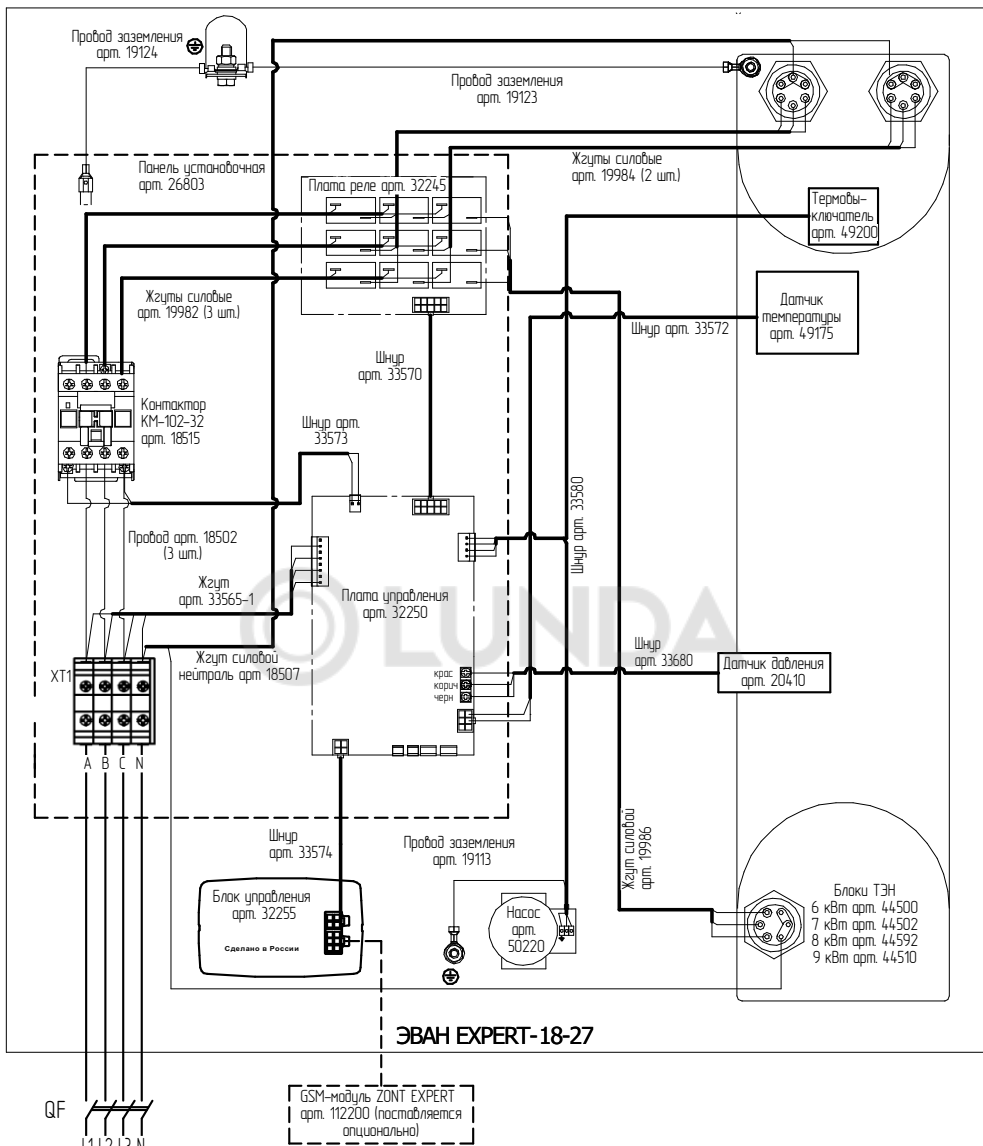 Провод заземления
арт. 19124
Провод заземления
арт. 19123
Панель установочная
арт. 26803
Плата реле арт. 32245
Жгуты силовые
арт. 19984 (2 шт.)
Термовы-
ключатель
арт. 49200
Жгуты силовые
арт. 19982 (3 шт.)
Датчик
температуры
арт. 49175
Шнур арт. 33572
Шнур
арт. 33570
Контактор
КМ-102-32
арт. 18515
Шнур арт.
33573
Шнур арт. 33580
Провод арт. 18502
(3 шт.)
Жгут
арт. 33565-1
Плата управления
арт. 32250
LUNDA
Жгут силовой
нейтраль арт 18507
XT1
Шнур
арт. 33680
Датчик давления
арт. 20410
крас
корич
черн
A B C N
Шнур
арт. 33574
Провод заземления
арт. 19113
Жгут силовой
арт. 19986
Блок управления
арт. 32255
Сделано в России
Насос
арт.
50220
Блоки ТЭН
6 кВт арт. 44500
7 кВт арт. 44502
8 кВт арт. 44592
9 кВт арт. 44510
ЭВАН EXPERT-18-27
GSM-модуль ZONT EXPERT
арт. 112200 (поставляется
опционально)
QF
L1 L2 L3 N